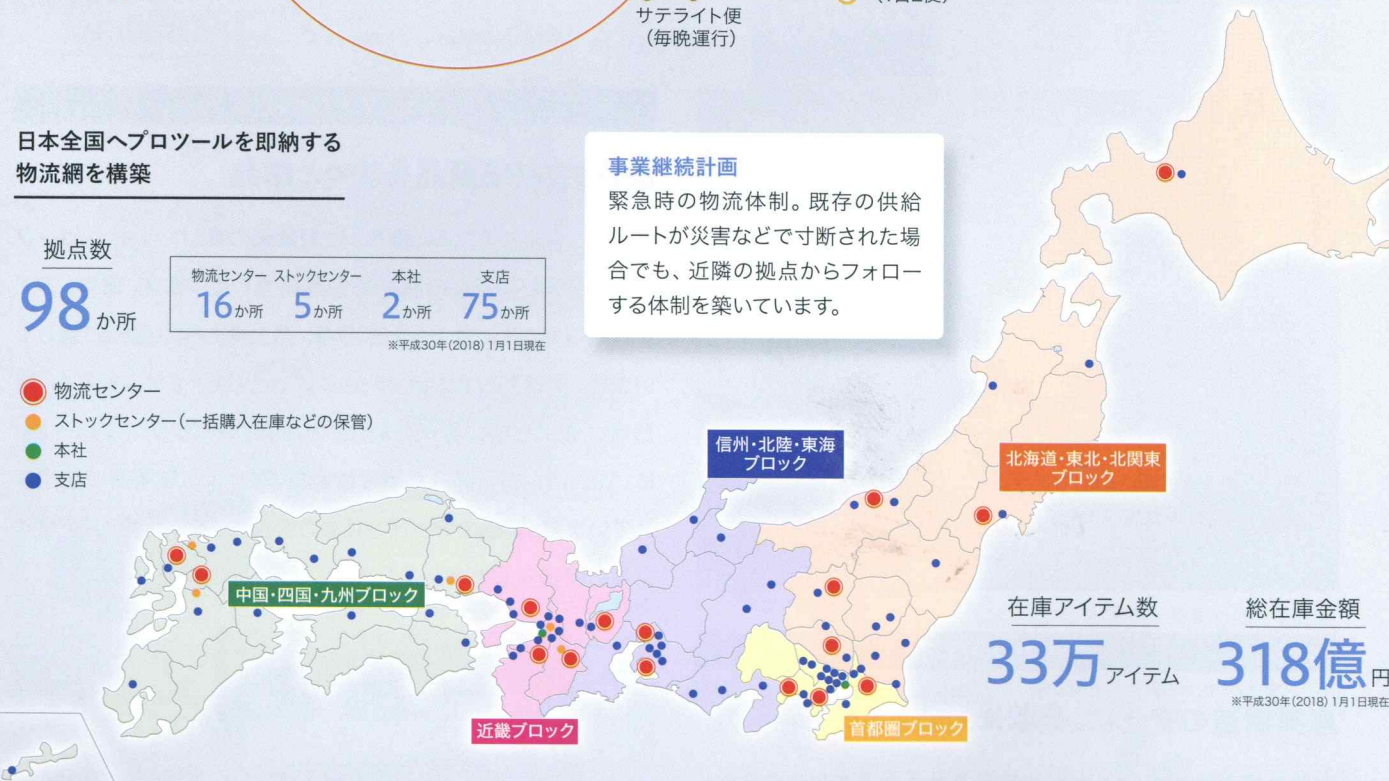 サテライト便
（毎晩運行）
日本全国へプロツールを即納する
物流網を構築
拠点数
98か所
物流センター ストックセンター 本社 支店
16か所 5か所 2か所 75か所
※平成30年(2018) 1月1日現在
事業継続計画
緊急時の物流体制。既存の供給
ルートが災害などで寸断された場
合でも、近隣の拠点からフォロー
する体制を築いています。
物流センター
ストックセンター（一括購入在庫などの保管）
本社
支店
信州・北陸・東海
ブロック
北海道・東北・北関東
ブロック
中国・四国・九州ブロック
近畿ブロック
首都圏ブロック
在庫アイテム数
33万アイテム
総在庫金額
318億円
※平成30年(2018) 1月1日現在